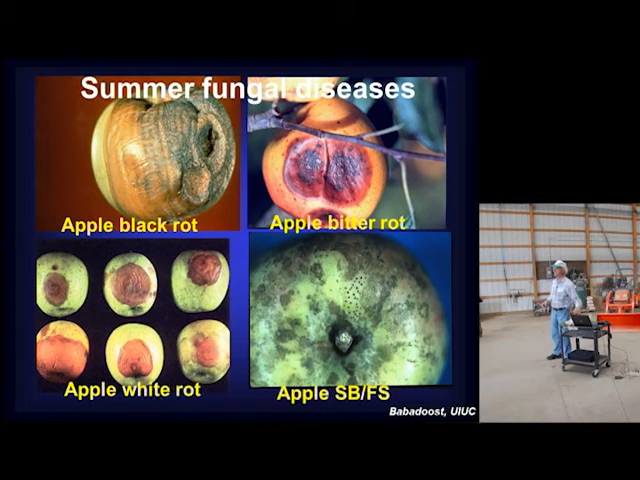 Summer fungal diseases
Apple black rot
Apple bitter rot
Apple white rot
Apple SB/FS
Babadoost, UIUC